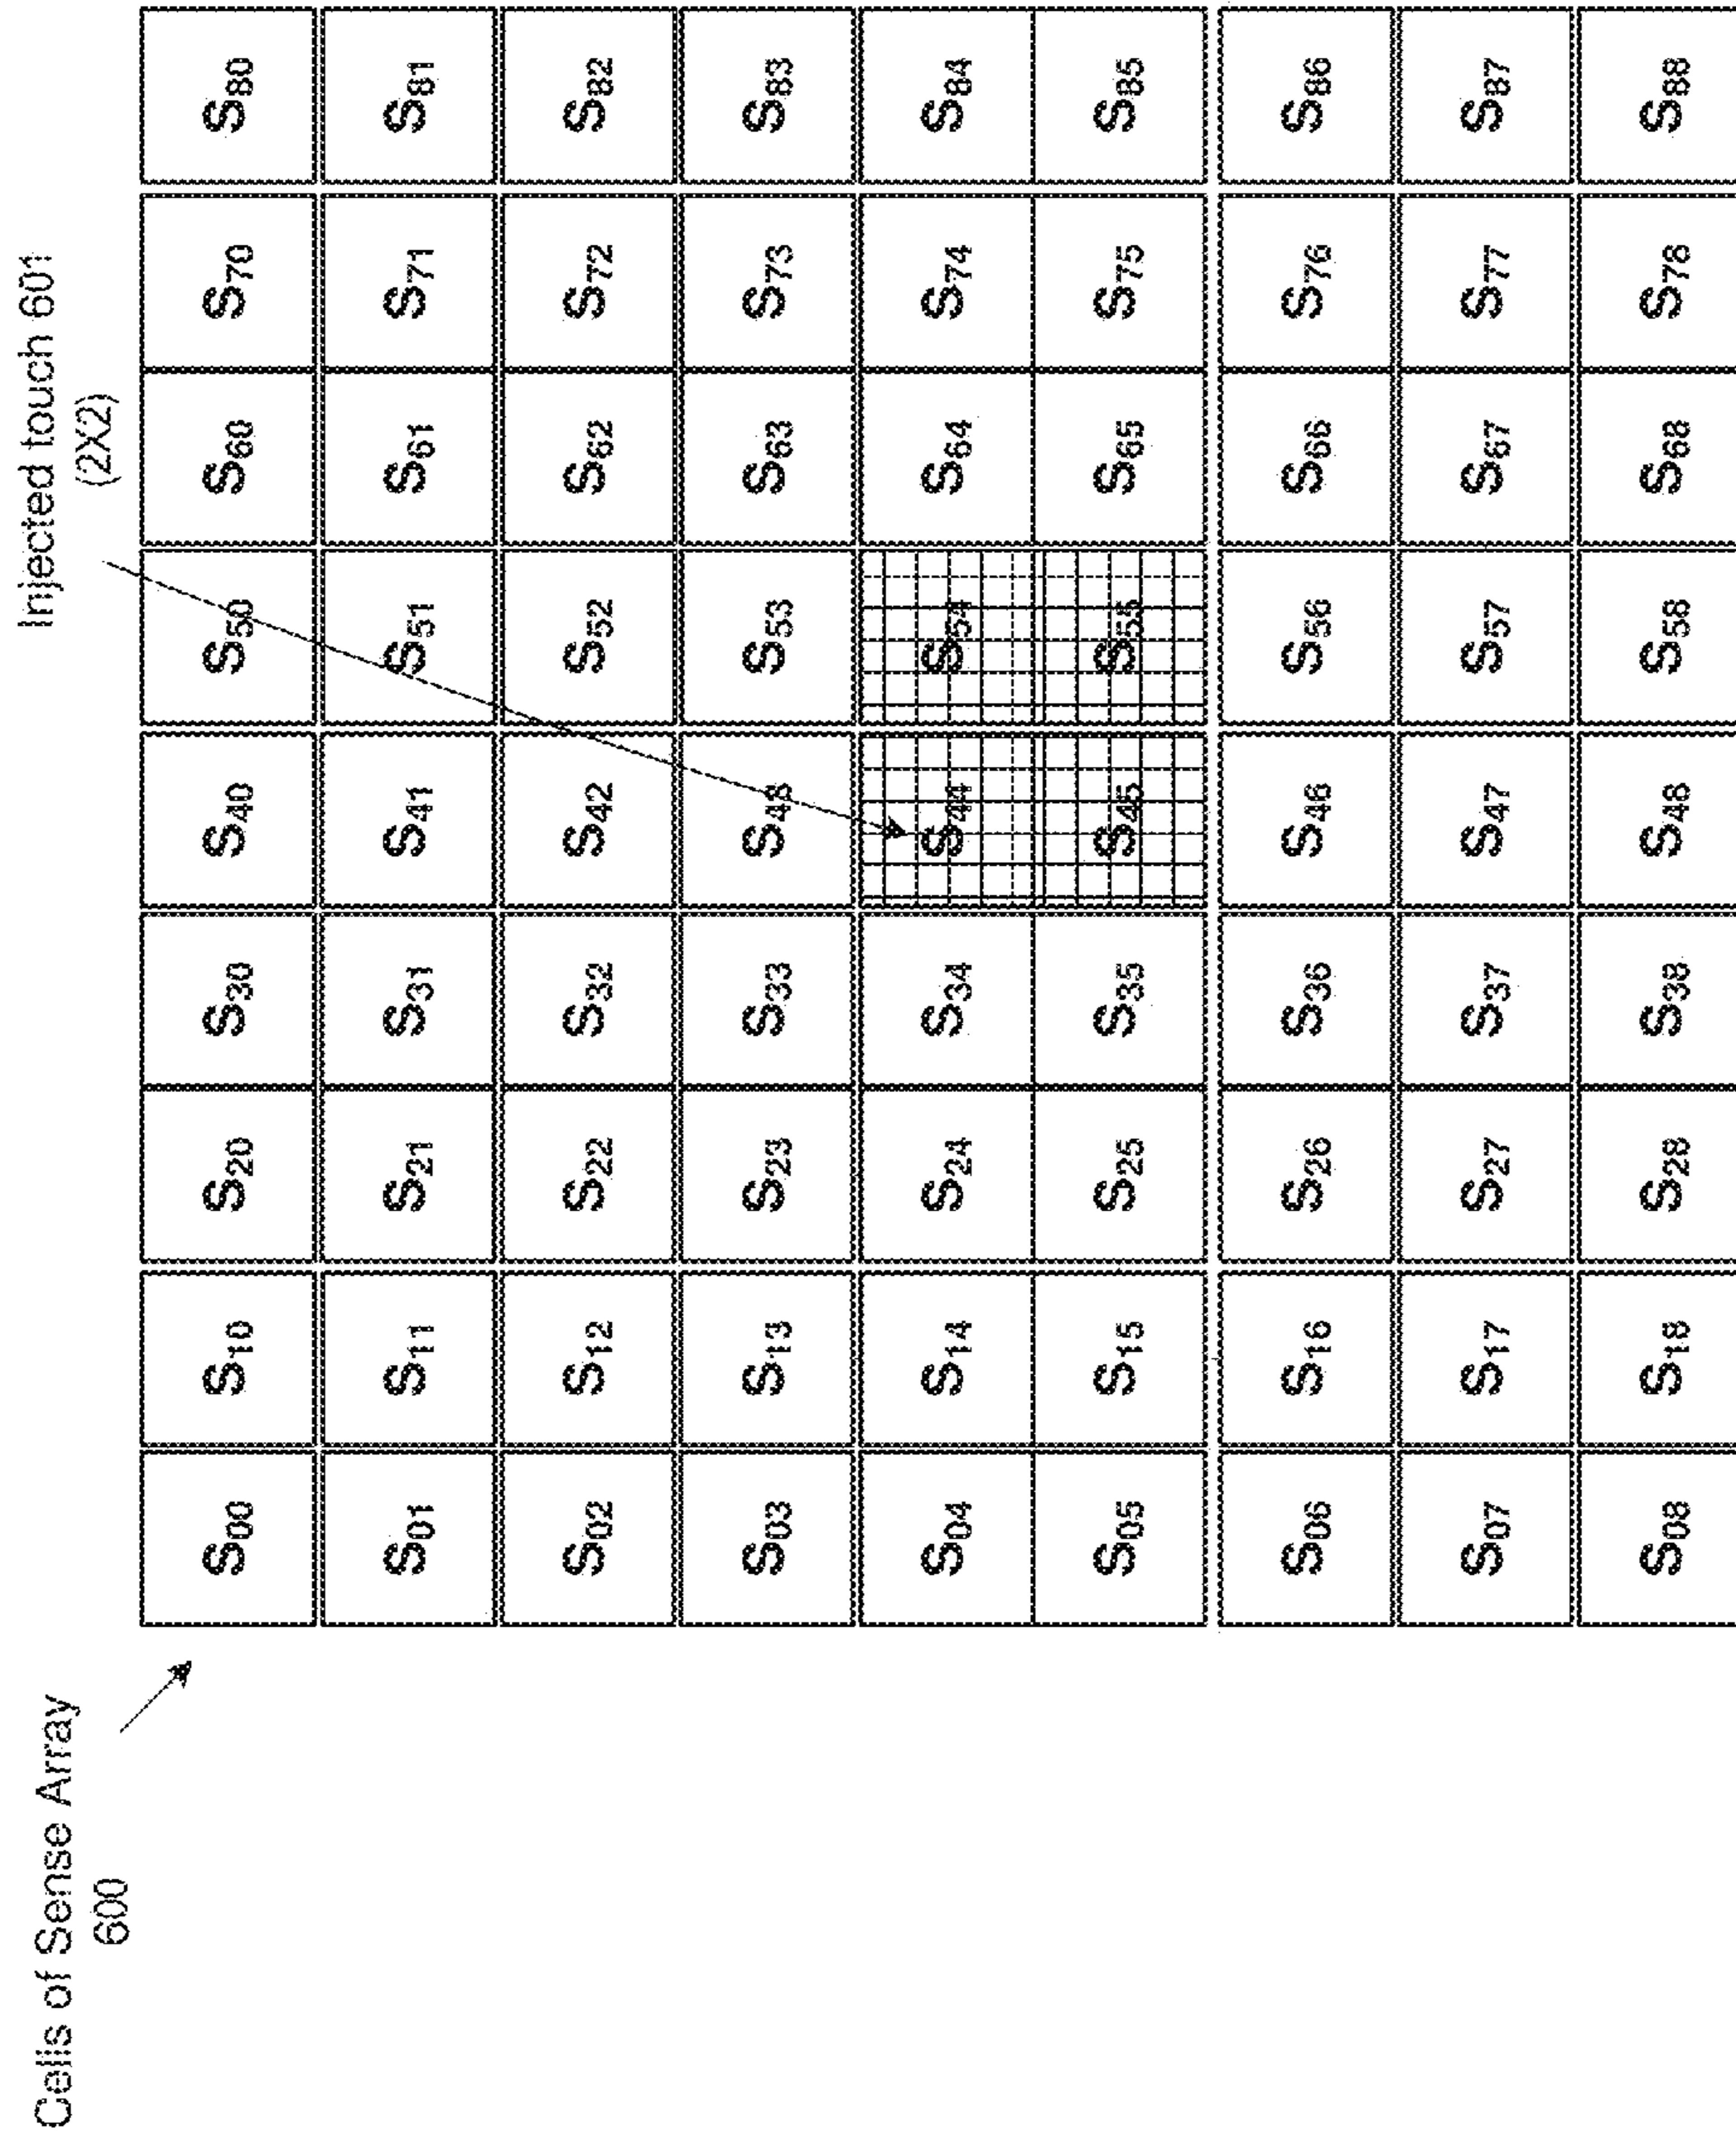 Cells of Sense Array
600
Injected touch 601
(2X2)
S00 S10 S20 S30 S40 S50 S60 S70 S80
S01 S11 S21 S31 S41 S51 S61 S71 S81
S02 S12 S22 S32 S42 S52 S62 S72 S82
S03 S13 S23 S33 S43 S53 S63 S73 S83
S04 S14 S24 S34 S44 S54 S64 S74 S84
S05 S15 S25 S35 S45 S55 S65 S75 S85
S06 S16 S26 S36 S46 S56 S66 S76 S86
S07 S17 S27 S37 S47 S57 S67 S77 S87
S08 S18 S28 S38 S48 S58 S68 S78 S88